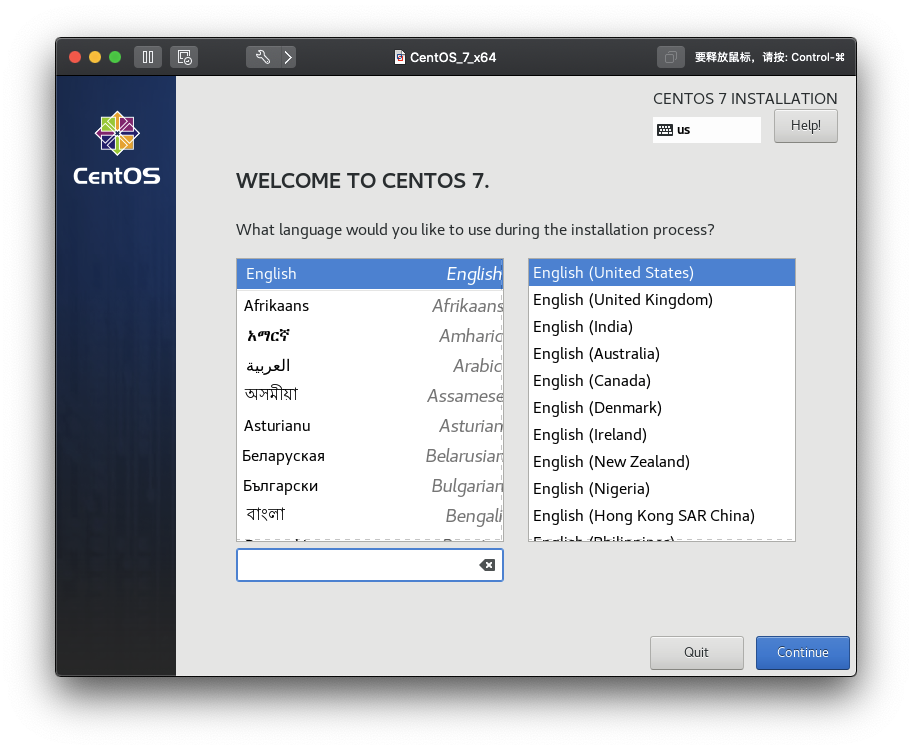 CentOS_7_x64
要释放鼠标，请按: Control-⌘
CentOS
CENTOS 7 INSTALLATION
us
Help!
WELCOME TO CENTOS 7.
What language would you like to use during the installation process?
English English
Afrikaans Afrikaans
አማርኛ Amharic
العربية Arabic
অসমীয়া Assamese
Asturianu Asturian
Беларуская Belarusian
Български Bulgarian
বাংলা Bengali
English (United States)
English (United Kingdom)
English (India)
English (Australia)
English (Canada)
English (Denmark)
English (Ireland)
English (New Zealand)
English (Nigeria)
English (Hong Kong SAR China)
English (Philippines)
Quit
Continue